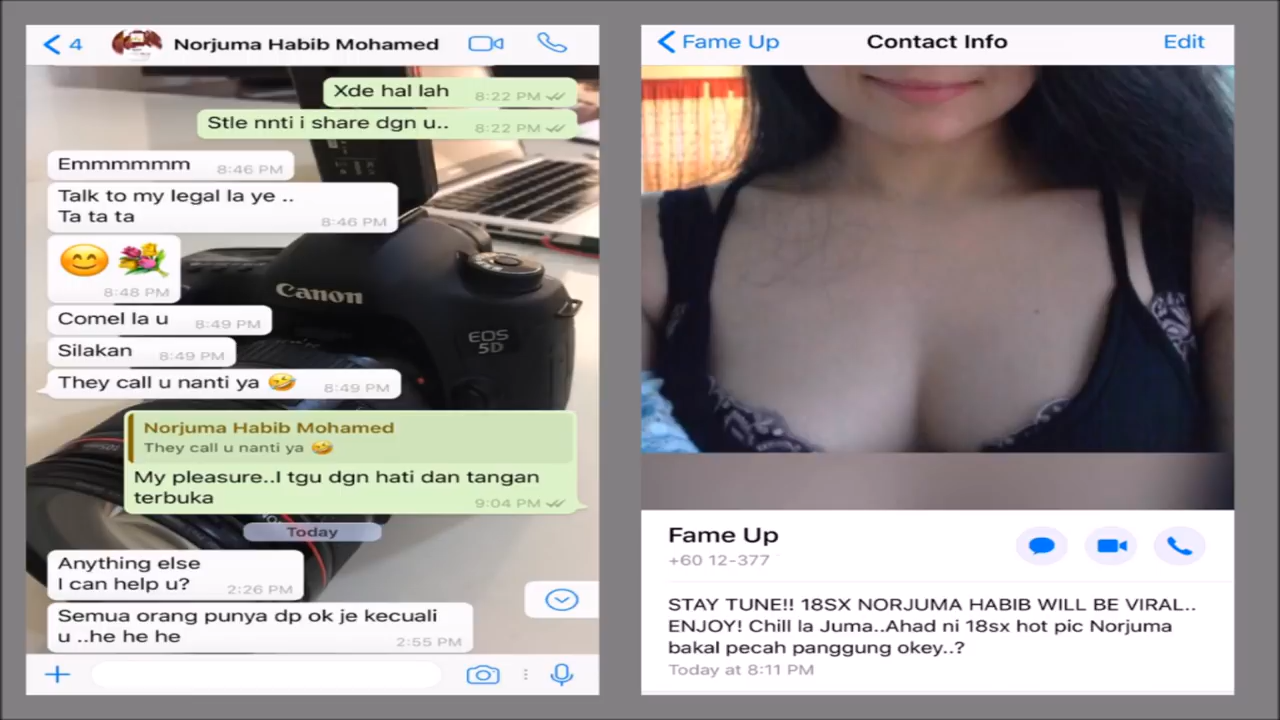 4
Norjuma Habib Mohamed
Xde hal lah 8:22 PM
Stle nnti i share dgn u.. 8:22 PM
Emmmmmm 8:46 PM
Talk to my legal la ye ..
Ta ta ta 8:46 PM
8:48 PM
Comel la u 8:49 PM
Silakan 8:49 PM
They call u nanti ya 🤣 8:49 PM
Norjuma Habib Mohamed
They call u nanti ya 🤣
My pleasure..I tgu dgn hati dan tangan
terbuka 9:04 PM
Today
Anything else
I can help u? 2:26 PM
Semua orang punya dp ok je kecuali
u ..he he he 2:55 PM
Canon
EOS
5D
Fame Up
Contact Info
Edit
Fame Up
+60 12-377
STAY TUNE!! 18SX NORJUMA HABIB WILL BE VIRAL..
ENJOY! Chill la Juma..Ahad ni 18sx hot pic Norjuma
bakal pecah panggung okey..?
Today at 8:11 PM